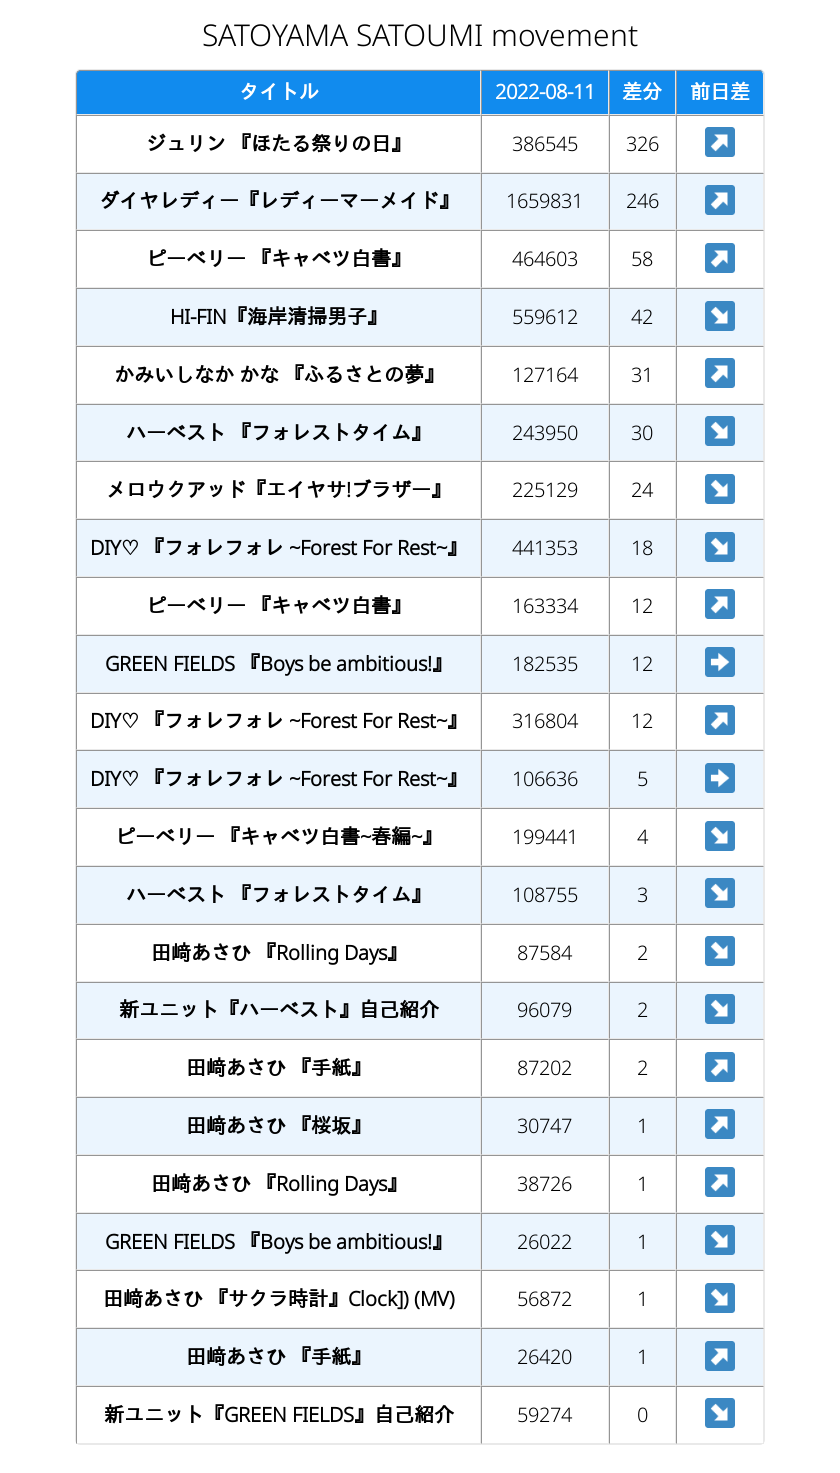 SATOYAMA SATOUMI movement
タイトル 2022-08-11 差分 前日差
ジュリン 『ほたる祭りの日』 386545 326 ↗
ダイヤレディー『レディーマーメイド』 1659831 246 ↗
ピーベリー 『キャベツ白書』 464603 58 ↗
HI-FIN『海岸清掃男子』 559612 42 ↘
かみいしなか かな 『ふるさとの夢』 127164 31 ↗
ハーベスト 『フォレストタイム』 243950 30 ↘
メロウクアッド『エイヤサ!ブラザー』 225129 24 ↘
DIY♡ 『フォレフォレ ~Forest For Rest~』 441353 18 ↘
ピーベリー 『キャベツ白書』 163334 12 ↗
GREEN FIELDS 『Boys be ambitious!』 182535 12 ➡
DIY♡ 『フォレフォレ ~Forest For Rest~』 316804 12 ↗
DIY♡ 『フォレフォレ ~Forest For Rest~』 106636 5 ➡
ピーベリー 『キャベツ白書~春編~』 199441 4 ↘
ハーベスト 『フォレストタイム』 108755 3 ↘
田﨑あさひ 『Rolling Days』 87584 2 ↘
新ユニット『ハーベスト』自己紹介 96079 2 ↘
田﨑あさひ 『手紙』 87202 2 ↗
田﨑あさひ 『桜坂』 30747 1 ↗
田﨑あさひ 『Rolling Days』 38726 1 ↗
GREEN FIELDS 『Boys be ambitious!』 26022 1 ↘
田﨑あさひ 『サクラ時計』Clock]) (MV) 56872 1 ↘
田﨑あさひ 『手紙』 26420 1 ↗
新ユニット『GREEN FIELDS』自己紹介 59274 0 ↘